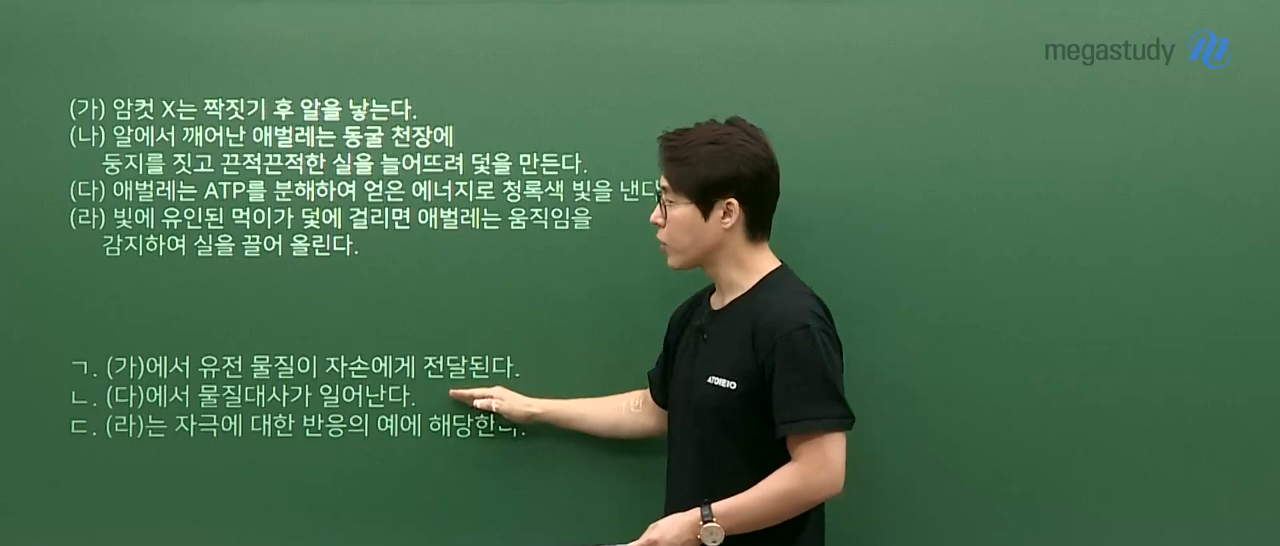 megastudy
(가) 암컷 X는 짝짓기 후 알을 낳는다.
(나) 알에서 깨어난 애벌레는 동굴 천장에
둥지를 짓고 끈적끈적한 실을 늘어뜨려 덫을 만든다.
(다) 애벌레는 ATP를 분해하여 얻은 에너지로 청록색 빛을 낸다
(라) 빛에 유인된 먹이가 덫에 걸리면 애벌레는 움직임을
감지하여 실을 끌어 올린다.
ㄱ. (가)에서 유전 물질이 자손에게 전달된다.
ㄴ. (다)에서 물질대사가 일어난다.
ㄷ. (라)는 자극에 대한 반응의 예에 해당한다.